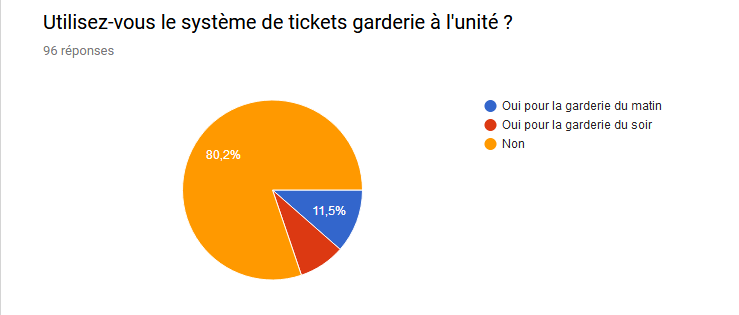 Utilisez-vous le système de tickets garderie à l'unité ?
96 réponses
Oui pour la garderie du matin
Oui pour la garderie du soir
Non
80,2%
11,5%